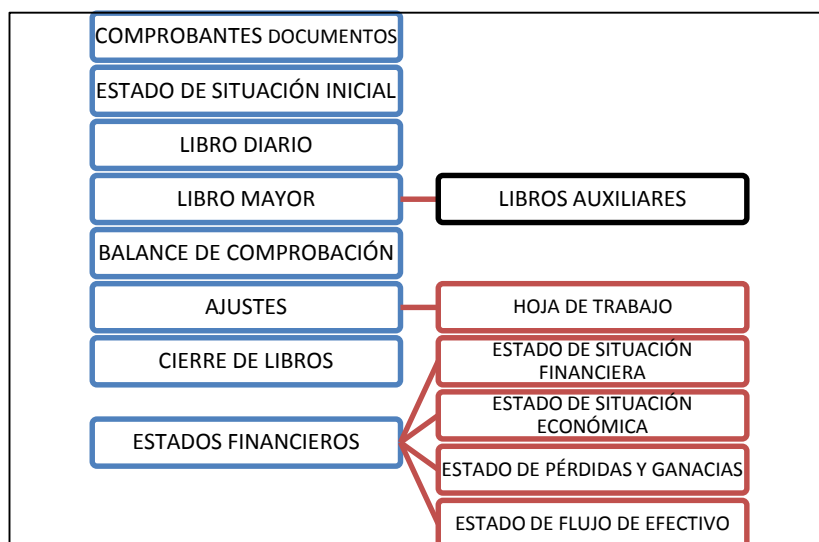 COMPROBANTES DOCUMENTOS
ESTADO DE SITUACIÓN INICIAL
LIBRO DIARIO
LIBRO MAYOR
LIBROS AUXILIARES
BALANCE DE COMPROBACIÓN
AJUSTES
HOJA DE TRABAJO
CIERRE DE LIBROS
ESTADO DE SITUACIÓN
FINANCIERA
ESTADO DE SITUACIÓN
ECONÓMICA
ESTADOS FINANCIEROS
ESTADO DE PÉRDIDAS Y GANACIAS
ESTADO DE FLUJO DE EFECTIVO